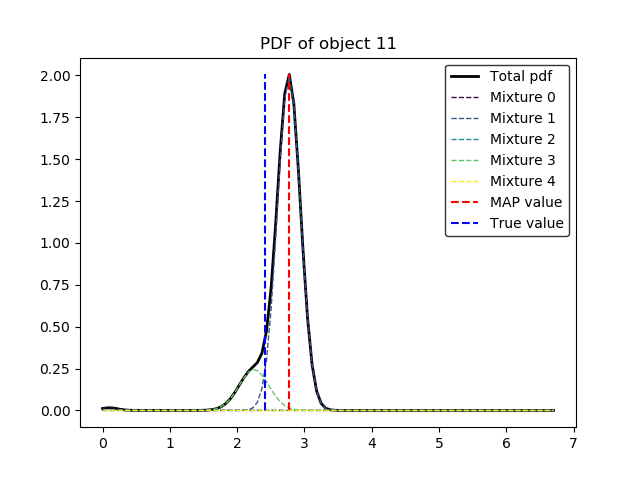 PDF of object 11
2.00
1.75
1.50
1.25
1.00
0.75
0.50
0.25
0.00
0 1 2 3 4 5 6 7
Total pdf
Mixture 0
Mixture 1
Mixture 2
Mixture 3
Mixture 4
MAP value
True value